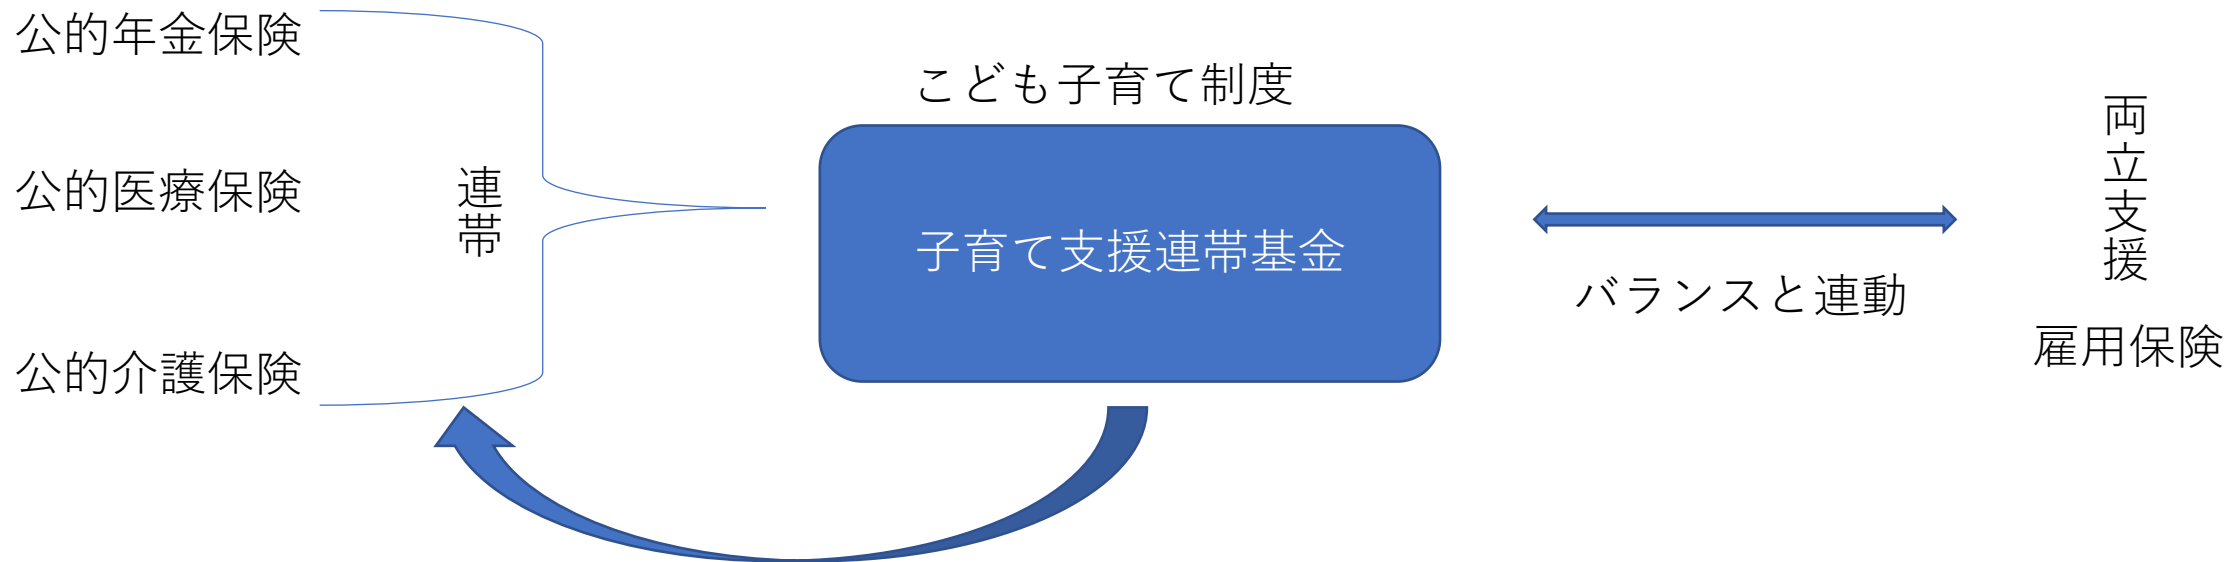 公的年金保険
公的医療保険
公的介護保険
連帯
こども子育て制度
子育て支援連帯基金
バランスと連動
両立支援
雇用保険